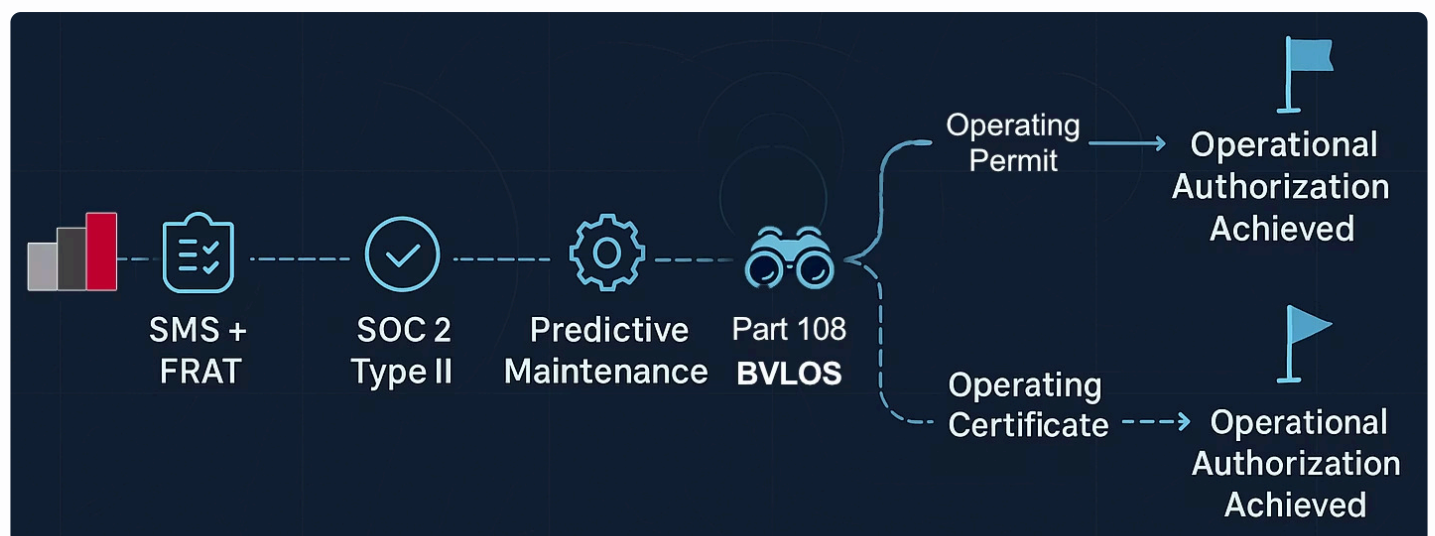 SMS +
FRAT
SOC 2
Type II
Predictive
Maintenance
Part 108
BVLOS
Operating
Permit
Operational
Authorization
Achieved
Operating
Certificate
Operational
Authorization
Achieved